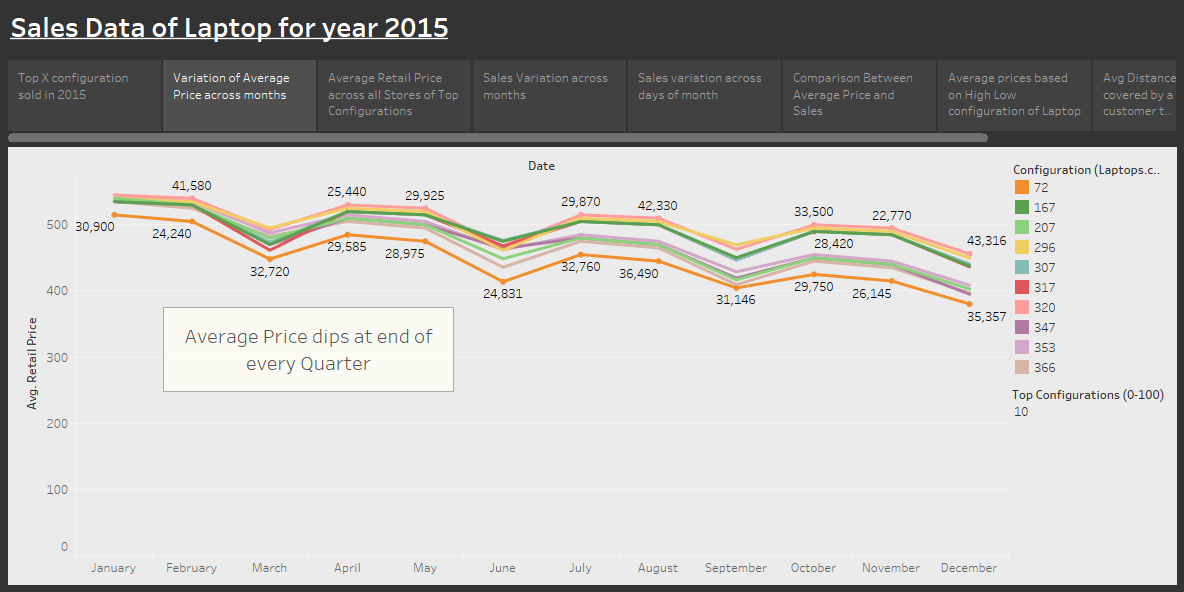 Sales Data of Laptop for year 2015
Top X configuration
sold in 2015
Variation of Average
Price across months
Average Retail Price
across all Stores of Top
Configurations
Sales Variation across
months
Sales variation across
days of month
Comparison Between
Average Price and
Sales
Average prices based
on High Low
configuration of Laptop
Avg Distance
covered by a
customer t..
Date
Avg. Retail Price
500
400
300
200
100
0
30,900
41,580
24,240
32,720
25,440
29,585
29,925
28,975
24,831
29,870
32,760
42,330
36,490
31,146
33,500
28,420
29,750
22,770
26,145
43,316
35,357
Average Price dips at end of
every Quarter
January
February
March
April
May
June
July
August
September
October
November
December
Configuration (Laptops.c..
72
167
207
296
307
317
320
347
353
366
Top Configurations (0-100)
10